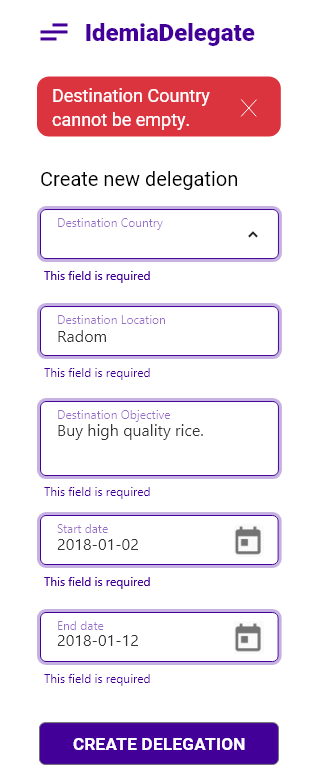 IdemiaDelegate
Destination Country
cannot be empty.
Create new delegation
Destination Country
This field is required
Destination Location
Radom
This field is required
Destination Objective
Buy high quality rice.
This field is required
Start date
2018-01-02
This field is required
End date
2018-01-12
This field is required
CREATE DELEGATION